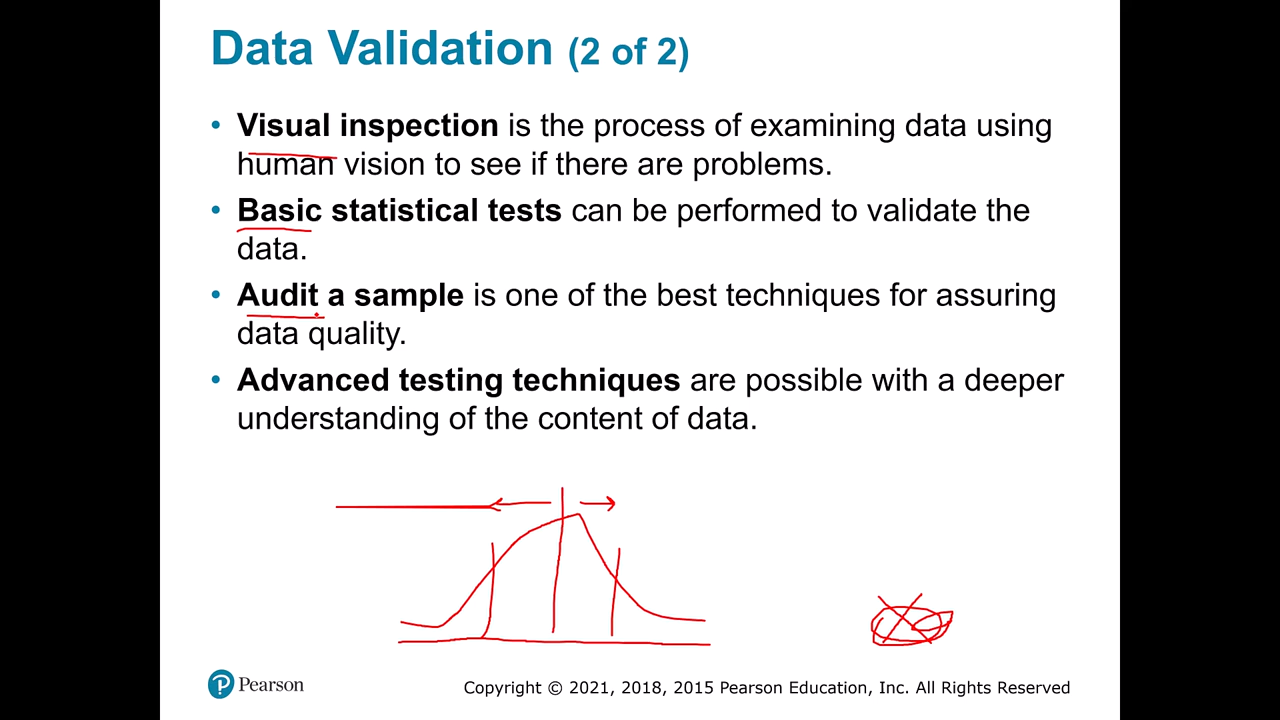 Data Validation (2 of 2)
• Visual inspection is the process of examining data using
human vision to see if there are problems.
• Basic statistical tests can be performed to validate the
data.
• Audit a sample is one of the best techniques for assuring
data quality.
• Advanced testing techniques are possible with a deeper
understanding of the content of data.
P Pearson
Copyright © 2021, 2018, 2015 Pearson Education, Inc. All Rights Reserved